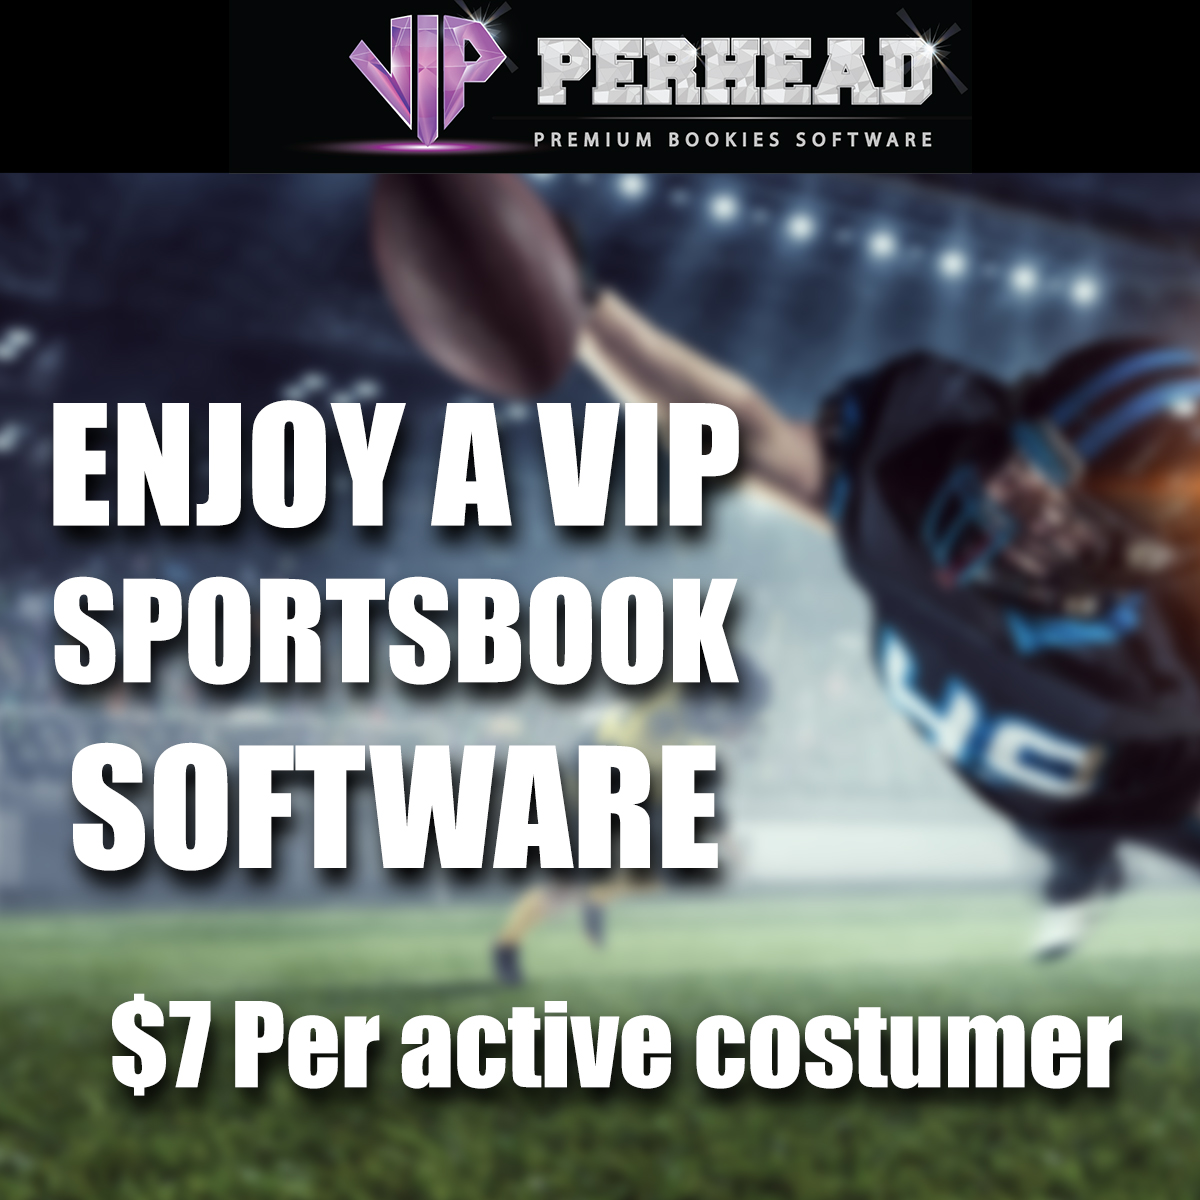 VIP PERHEAD
PREMIUM BOOKIES SOFTWARE
ENJOY A VIP
SPORTSBOOK
SOFTWARE
$7 Per active costumer